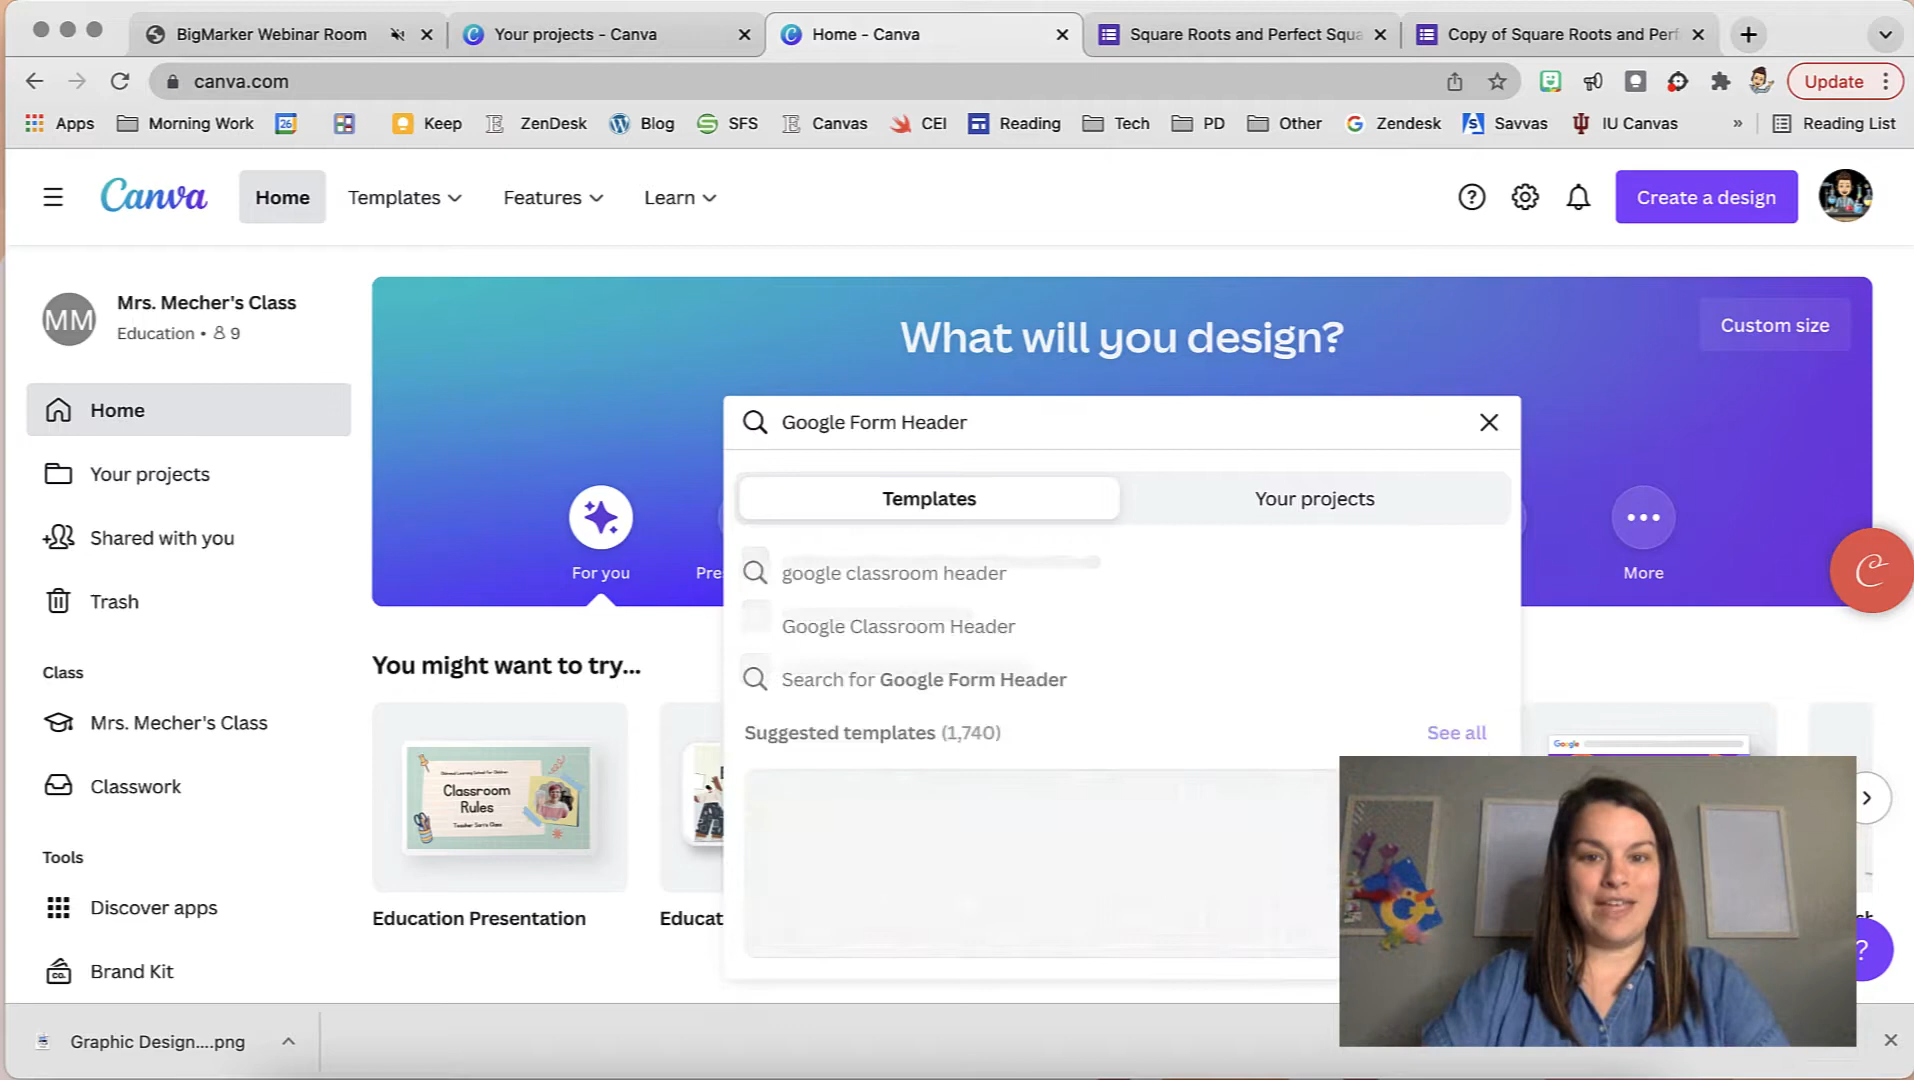 BigMarker Webinar Room
Your projects - Canva
Home - Canva
Square Roots and Perfect Squa
Copy of Square Roots and Perf
canva.com
Update
Apps
Morning Work
26
Keep
ZenDesk
Blog
SFS
Canvas
CEI
Reading
Tech
PD
Other
Zendesk
Savvas
IU Canvas
»
Reading List
Canva
Home
Templates
Features
Learn
Create a design
MM
Mrs. Mecher's Class
Education • 9
What will you design?
Custom size
Home
Google Form Header
Your projects
Templates
Your projects
Shared with you
For you
Pre
google classroom header
More
Trash
Google Classroom Header
Search for Google Form Header
Class
You might want to try...
Mrs. Mecher's Class
Suggested templates (1,740)
See all
Google
Classwork
Classroom
Rules
Tools
Discover apps
Education Presentation
Educat
Brand Kit
?
Graphic Design....png